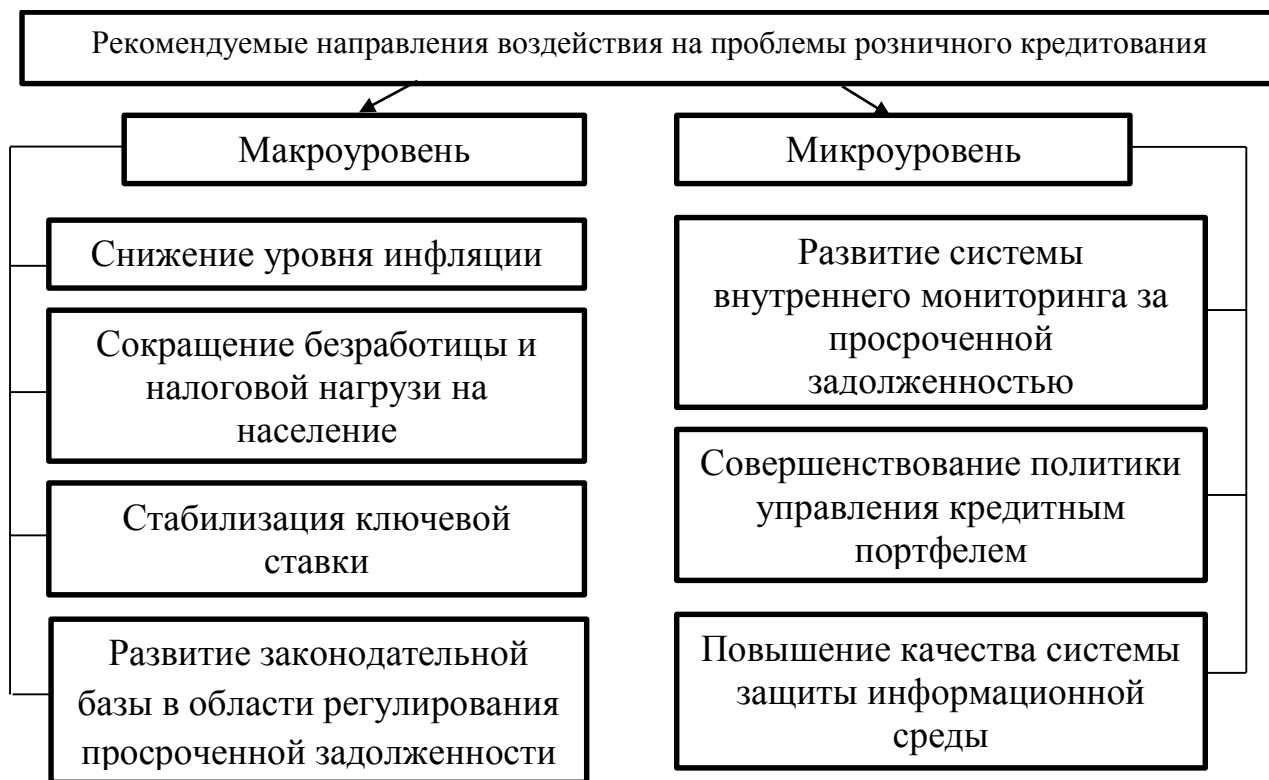 Рекомендуемые направления воздействия на проблемы розничного кредитования
Макроуровень
Снижение уровня инфляции
Сокращение безработицы и
налоговой нагрузи на
население
Стабилизация ключевой
ставки
Развитие законодательной
базы в области регулирования
просроченной задолженности
Микроуровень
Развитие системы
внутреннего мониторинга за
просроченной
задолженностью
Совершенствование политики
управления кредитным
портфелем
Повышение качества системы
защиты информационной
среды